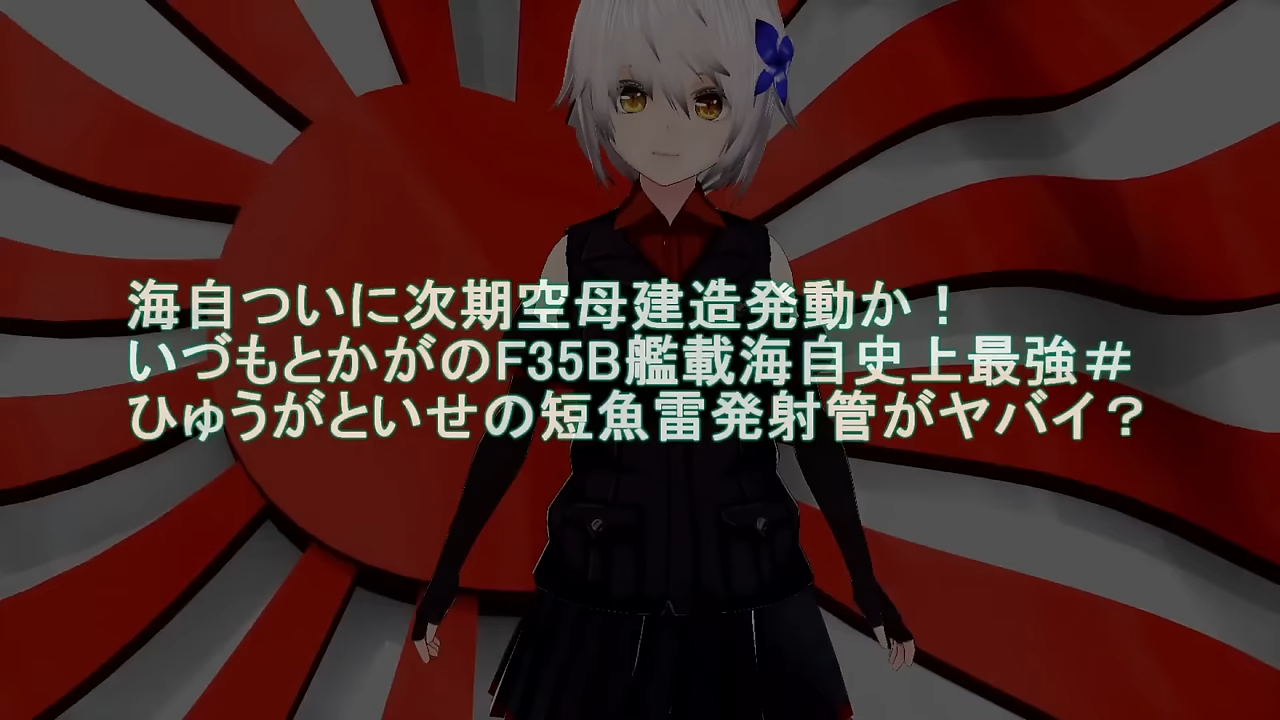 海自ついに次期空母建造発動か！
いづもとかがのF35B艦載海自史上最強＃
ひゅうがといせの短魚雷発射管がヤバイ？